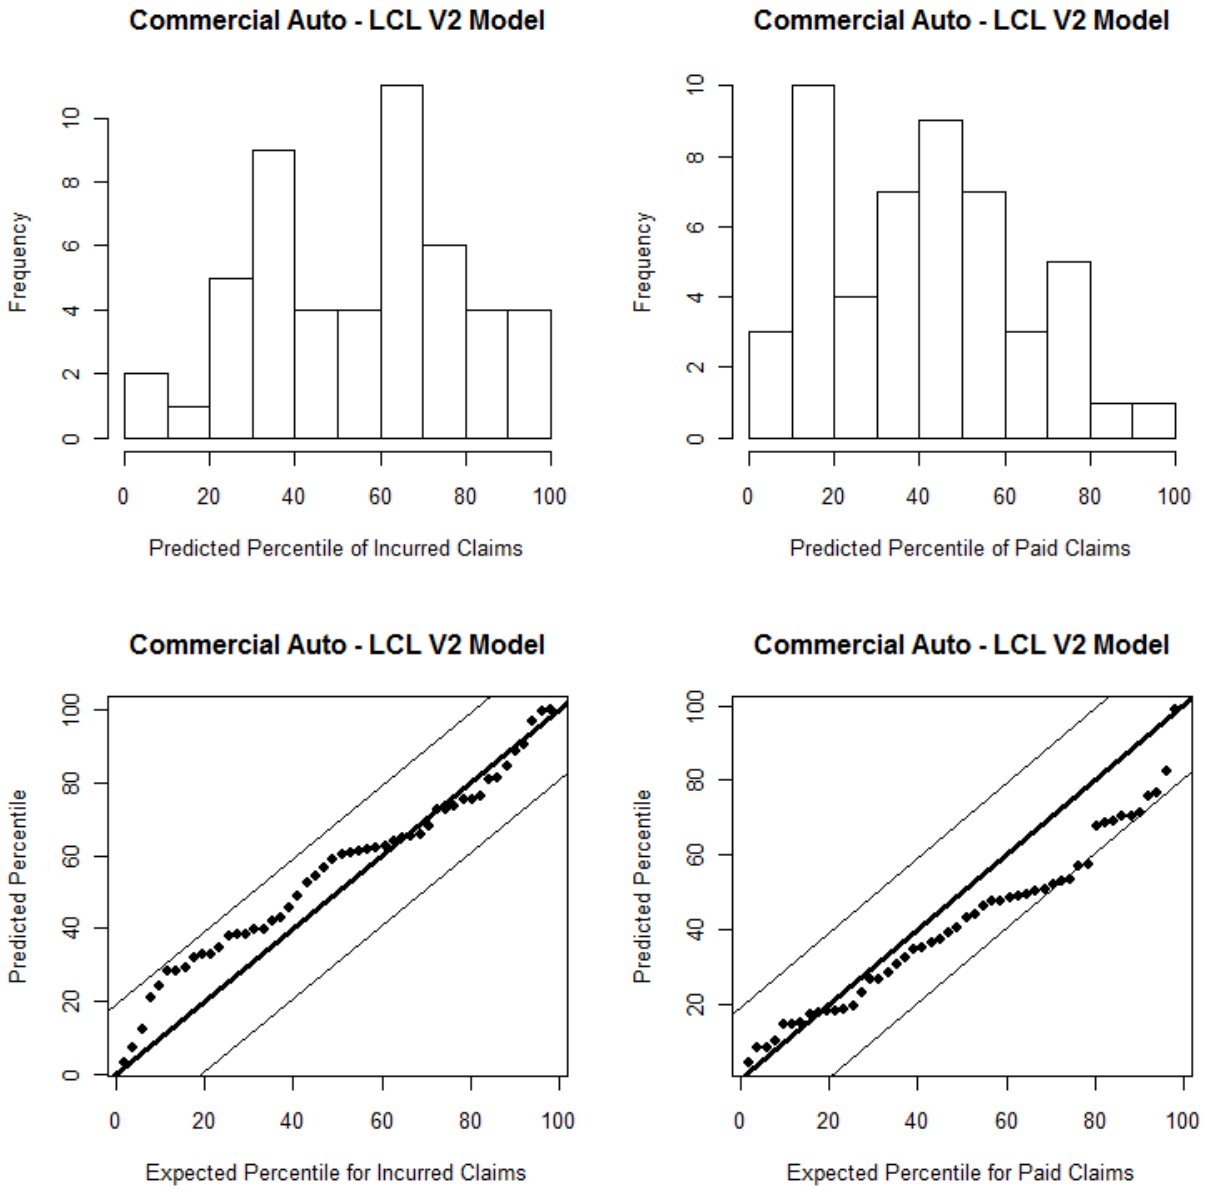 Commercial Auto - LCL V2 Model
Frequency
10
8
6
4
2
0
0 20 40 60 80 100
Predicted Percentile of Incurred Claims
Commercial Auto - LCL V2 Model
Frequency
10
8
6
4
2
0
0 20 40 60 80 100
Predicted Percentile of Paid Claims
Commercial Auto - LCL V2 Model
Predicted Percentile
100
80
60
40
20
0
0 20 40 60 80 100
Expected Percentile for Incurred Claims
Commercial Auto - LCL V2 Model
Predicted Percentile
100
80
60
40
20
0 20 40 60 80 100
Expected Percentile for Paid Claims